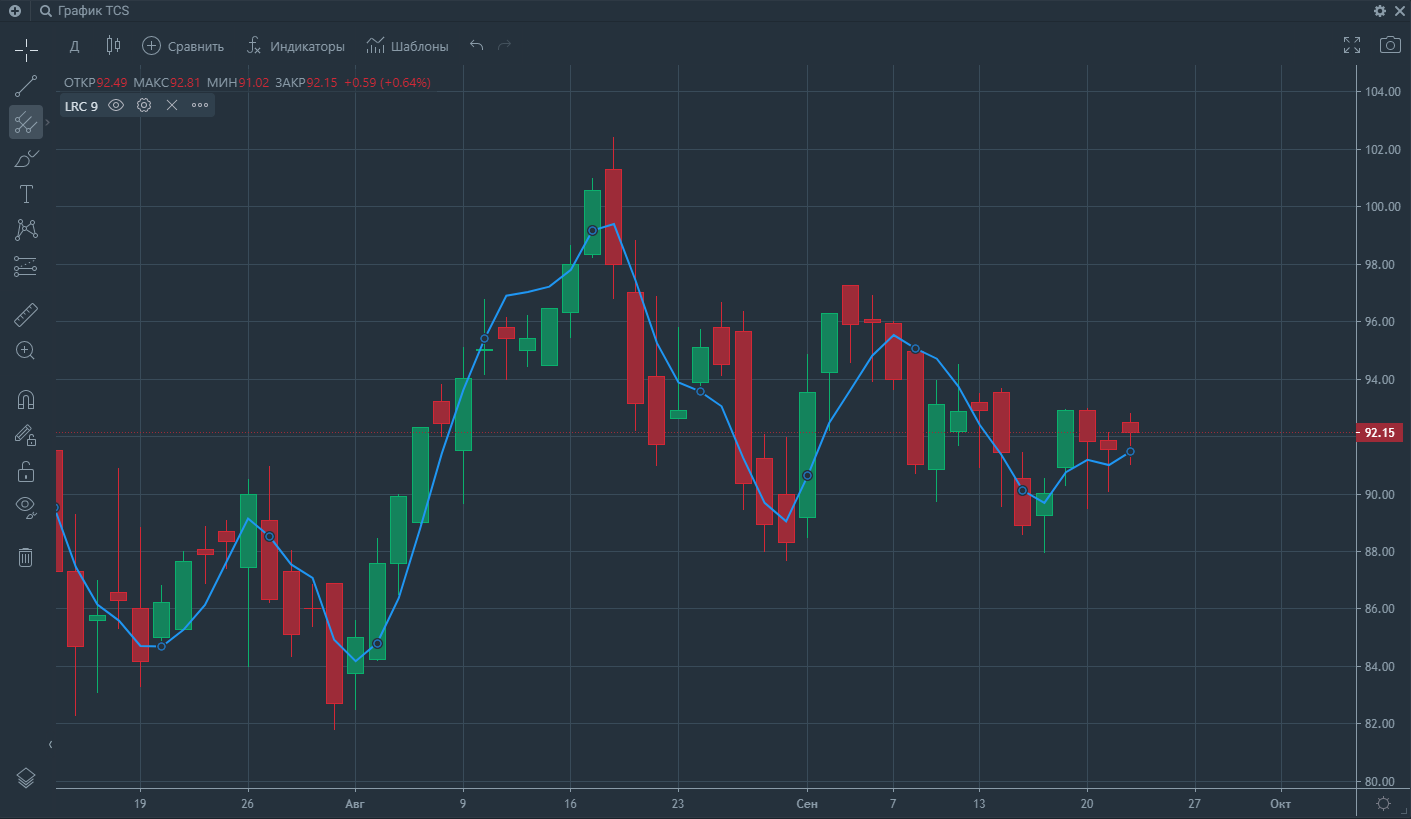 График TCS
Д Сравнить Индикаторы Шаблоны
ОТКР92.49 МАКС92.81 МИН91.02 ЗАКР92.15 +0.59 (+0.64%)
LRC 9
104.00
102.00
100.00
98.00
96.00
94.00
92.15
90.00
88.00
86.00
84.00
82.00
80.00
19 26 Авг 9 16 23 Сен 7 13 20 27 Окт